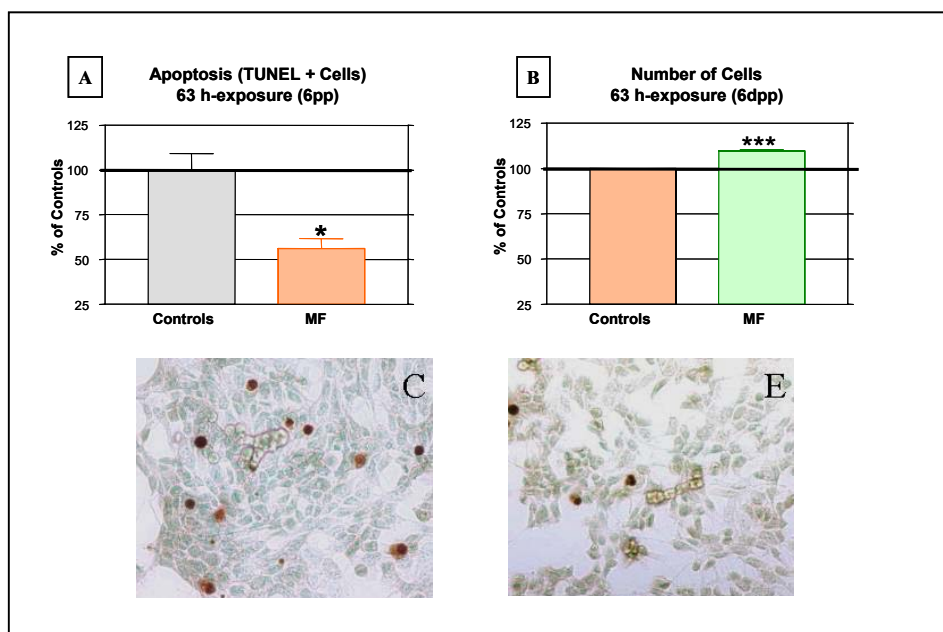 A
Apoptosis (TUNEL + Cells)
63 h-exposure (6pp)
% of Controls
125
100
75
50
25
*
Controls
MF
B
Number of Cells
63 h-exposure (6dpp)
% of Controls
125
100
75
50
25
***
Controls
MF
C
E